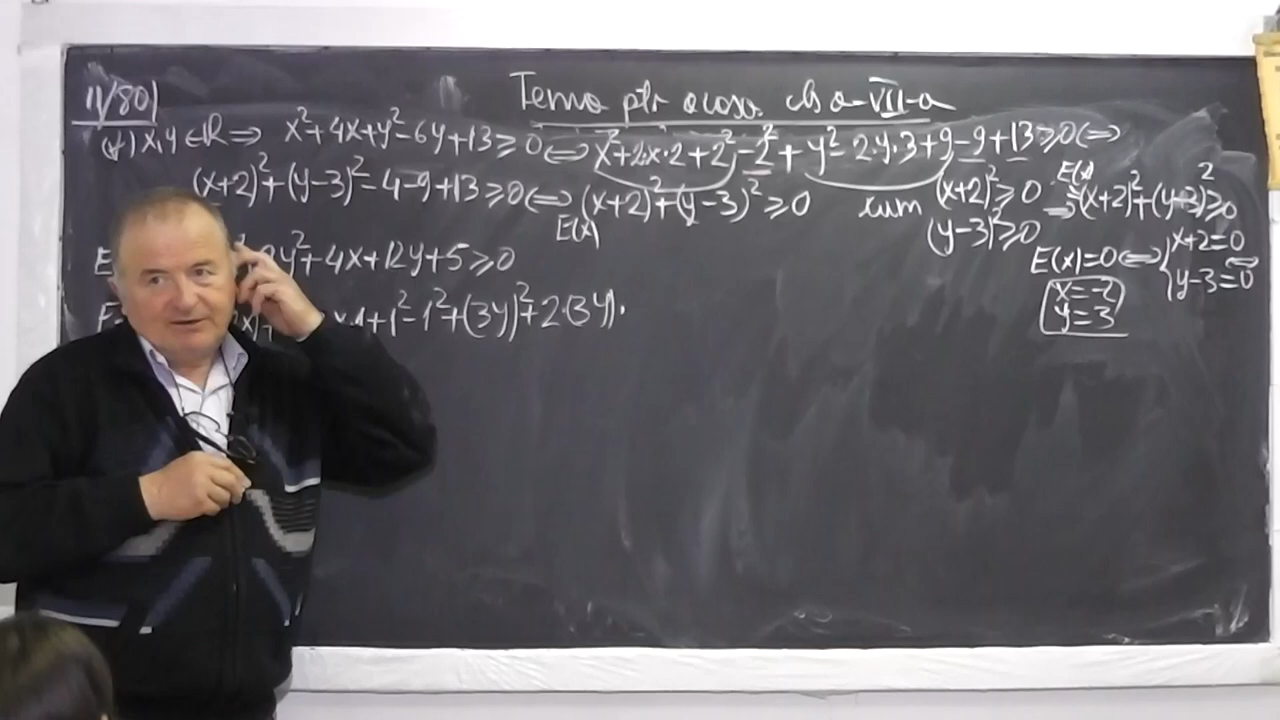 11/80)
Temă ptr acasă cls a-VII-a
(∀) x,y ∈ R ⇒ x²+4x+y²-6y+13≥0 ⇔ x²+2·x·2+2²-2²+y²-2·y·3+9-9+13≥0 ⇔
(x+2)²+(y-3)²-4-9+13≥0 ⇔ (x+2)²+(y-3)²≥0 cum (x+2)²≥0 ⇒ (x+2)²+(y-3)²≥0
E(x) (y-3)²≥0 E(x)
E(x)=0 ⇔ { x+2=0
y-3=0 ⇔
x=-2
y=3
y²-4x+12y+5≥0
x·1+1²-1²+(3y)²+2·(3y)·